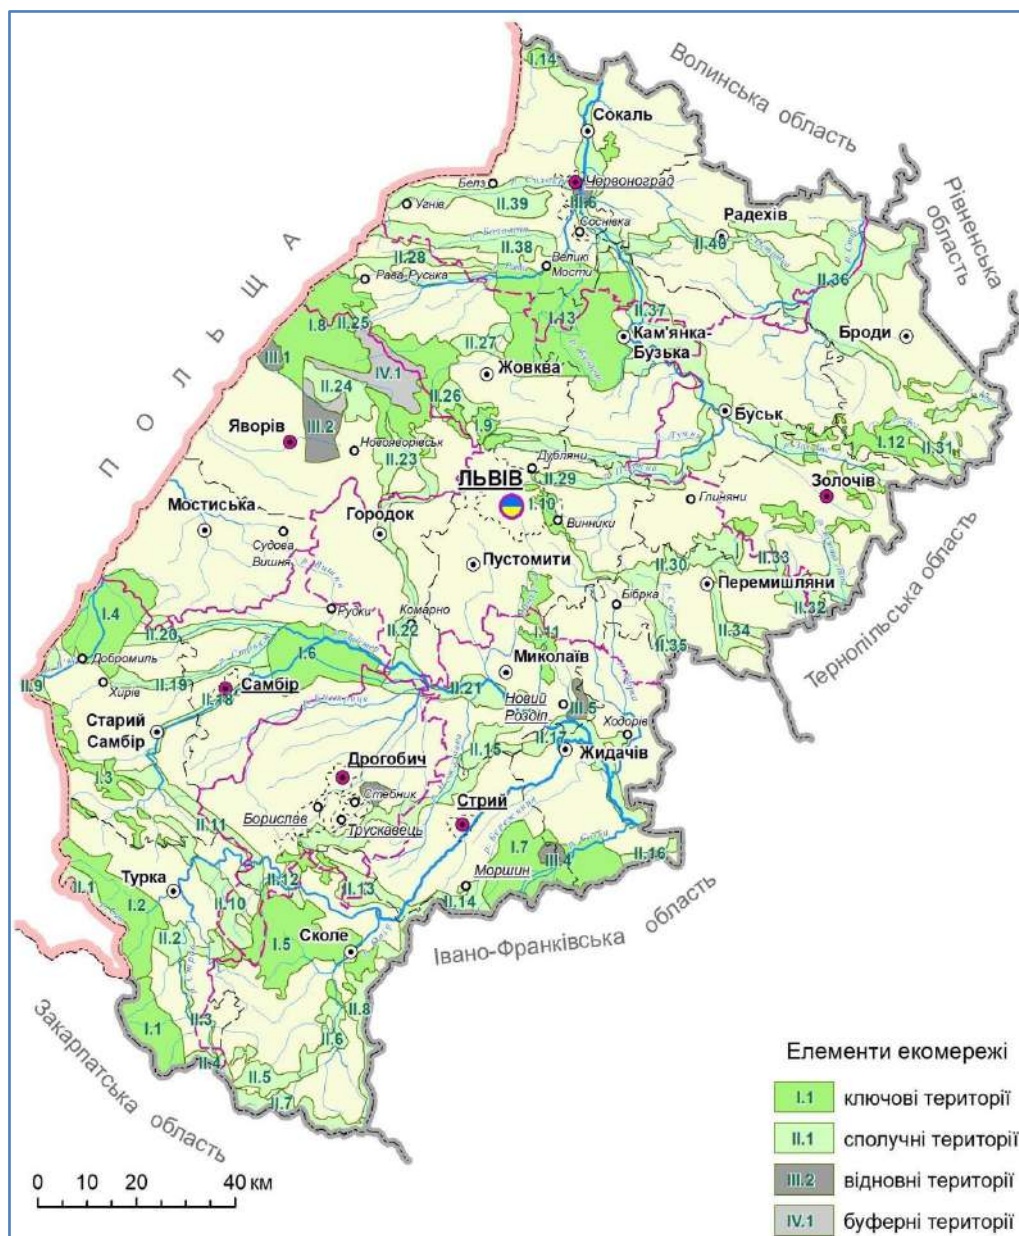 Волинська область
Рівненська
область
ПОЛЬЩА
I.14
Сокаль
Белз
Червоноград
III.6
Угнів
II.39
Соснівка
Радехів
II.40
II.38
II.28
Великі
Мости
Рава-Руська
II.36
I.8
II.25
I.13
II.37
Кам'янка-
Бузька
Броди
II.27
III.1
IV.1
Жовква
II.24
II.26
Буськ
III.2
I.9
Яворів
Новояворівськ
II.23
I.12
II.31
Дубляни
II.29
ЛЬВІВ
I.10
Золочів
Глиняни
Винники
Мостиська
Городок
Судова
Вишня
Пустомити
II.33
II.30
Перемишляни
II.32
Тернопільська область
I.4
Рудки
Комарно
Бібрка
II.20
II.22
I.11
II.35
II.34
Добромиль
I.6
Миколаїв
II.9
Хирів
II.19
Самбір
II.18
II.21
Новий
Розділ
III.5
Старий
Самбір
Ходорів
II.17
II.15
Жидачів
I.3
Дрогобич
Стебник
Борислав
Трускавець
Стрий
II.11
I.7
III.4
II.16
Моршин
II.1
Турка
I.2
II.12
II.13
II.14
II.10
II.2
I.5
Сколе
Івано-Франківська область
I.1
II.3
II.8
II.6
II.4
II.5
II.7
Закарпатська область
Елементи екомережі
I.1 ключові території
II.1 сполучні території
III.2 відновні території
IV.1 буферні території
0 10 20 40 км